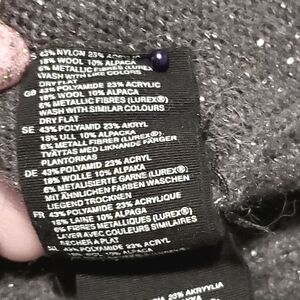 43% NYLON 23%
18% WOOL 10% ALPACA
6% METALLIC FIBRES (LUREX®)
WASH WITH LIKE COLOURS
DRY FLAT
GB 43% POLYAMIDE 23% ACRYLIC
18% WOOL 10% ALPACA
6% METALLIC FIBRES (LUREX®)
WASH WITH SIMILAR COLOURS
DRY FLAT
SE 43% POLYAMID 23% AKRYL
18% ULL 10% ALPACKA
6% METALLFIBRER (LUREX®)
TVÄTTAS MED LIKNANDE FÄRGER
PLANTORKAS
DE 43% POLYAMID 23% ACRYL
18% WOLLE 10% ALPAKA
6% METALISIERTE GARNE (LUREX®)
MIT ÄHNLICHEN FARBEN WASCHEN
LIEGEND TROCKNEN
FR 43% POLYAMIDE 23% ACRYLIQUE
18% LAINE 10% ALPAGA
6% FIBRES MÉTALLIQUES (LUREX®)
LAVER AVEC COULEURS SIMILAIRES
SÉCHER A PLAT
23% AKRYYLIA